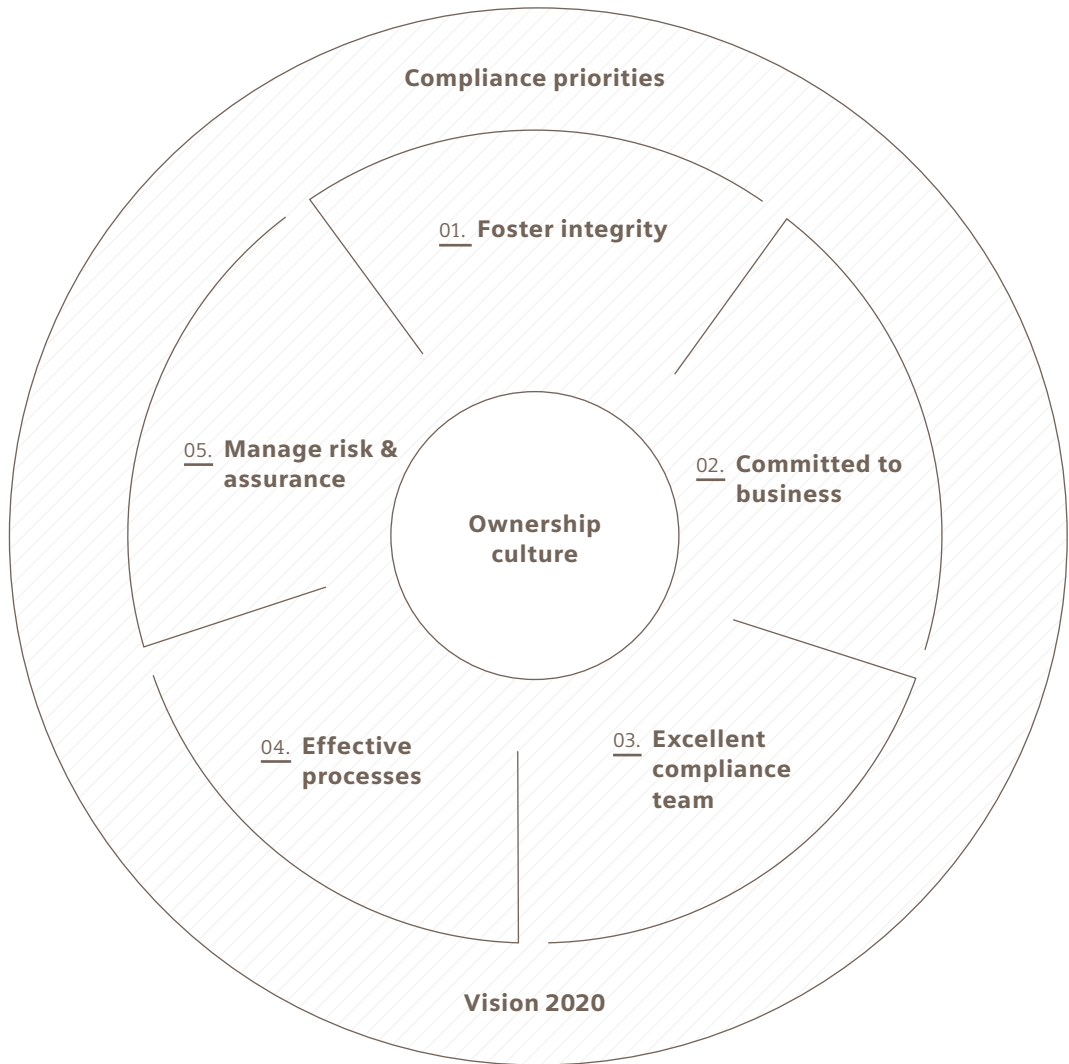 Compliance priorities
01. Foster integrity
02. Committed to
business
03. Excellent
compliance
team
04. Effective
processes
05. Manage risk &
assurance
Ownership
culture
Vision 2020